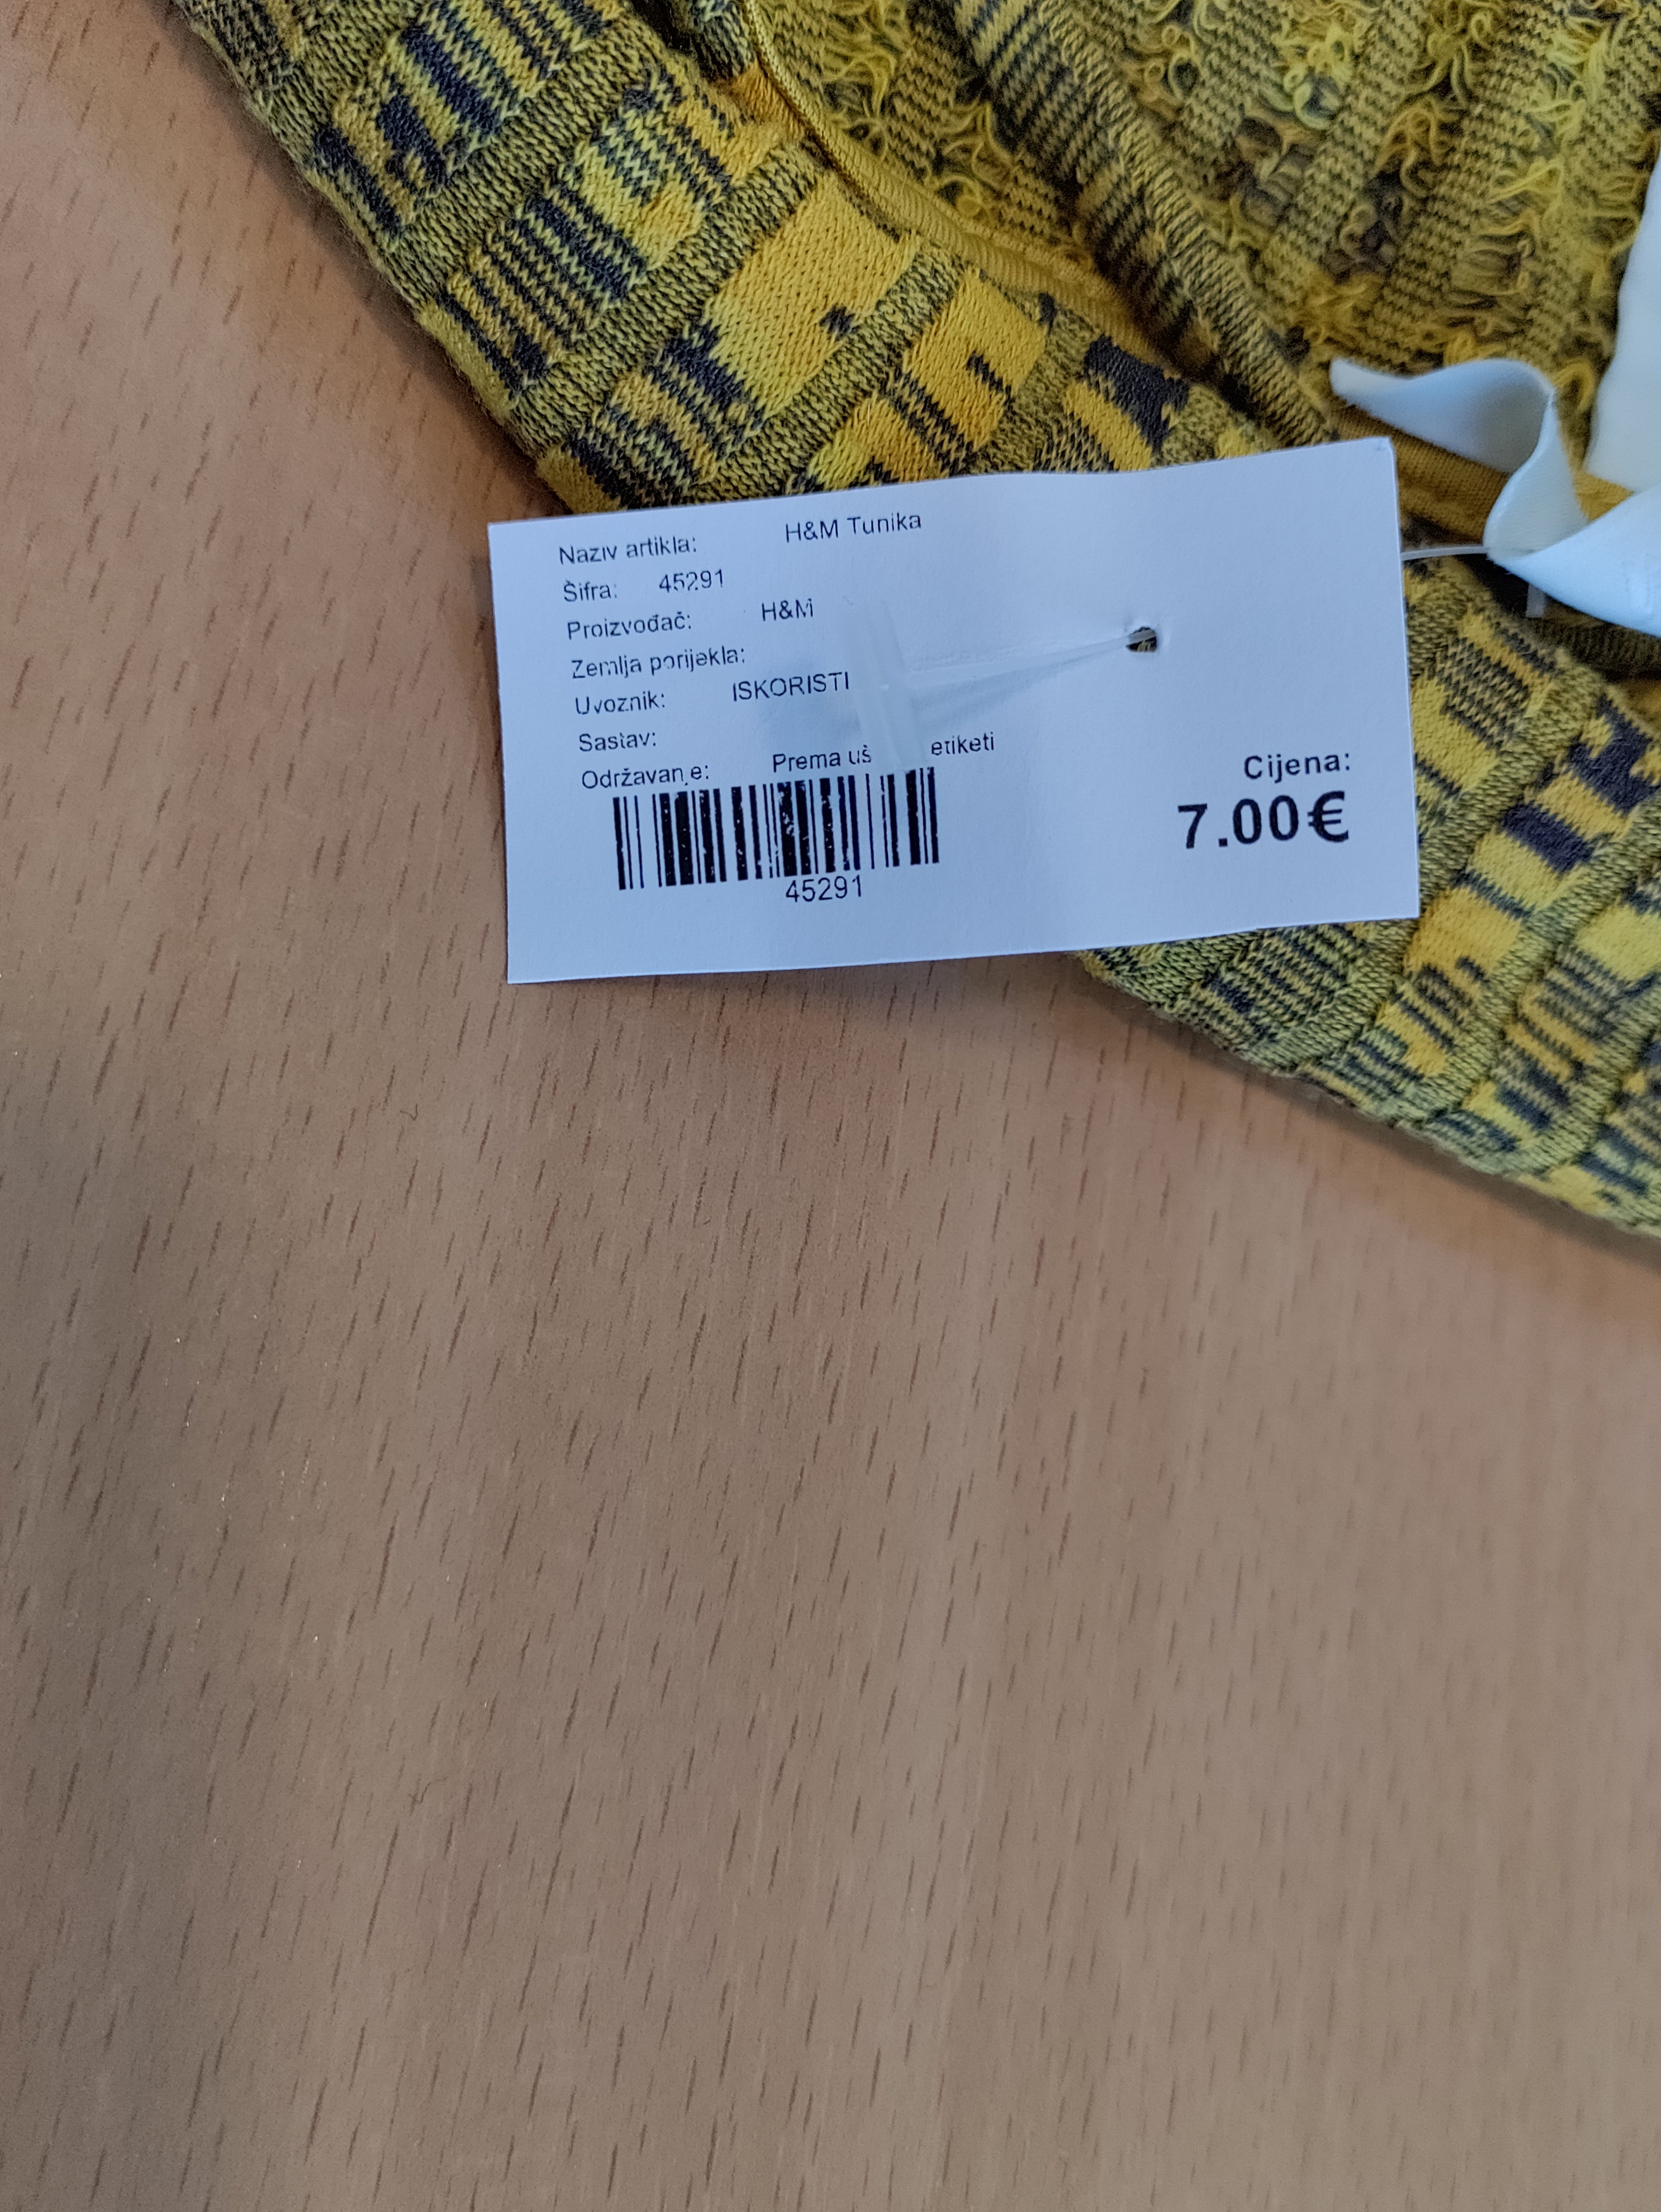 Naziv artikla: H&M Tunika
Šifra: 45291
Proizvođač: H&M
Zemlja porijekla:
Uvoznik: ISKORISTI
Sastav:
Održavanje: Prema uš etiketi
45291
Cijena:
7.00€